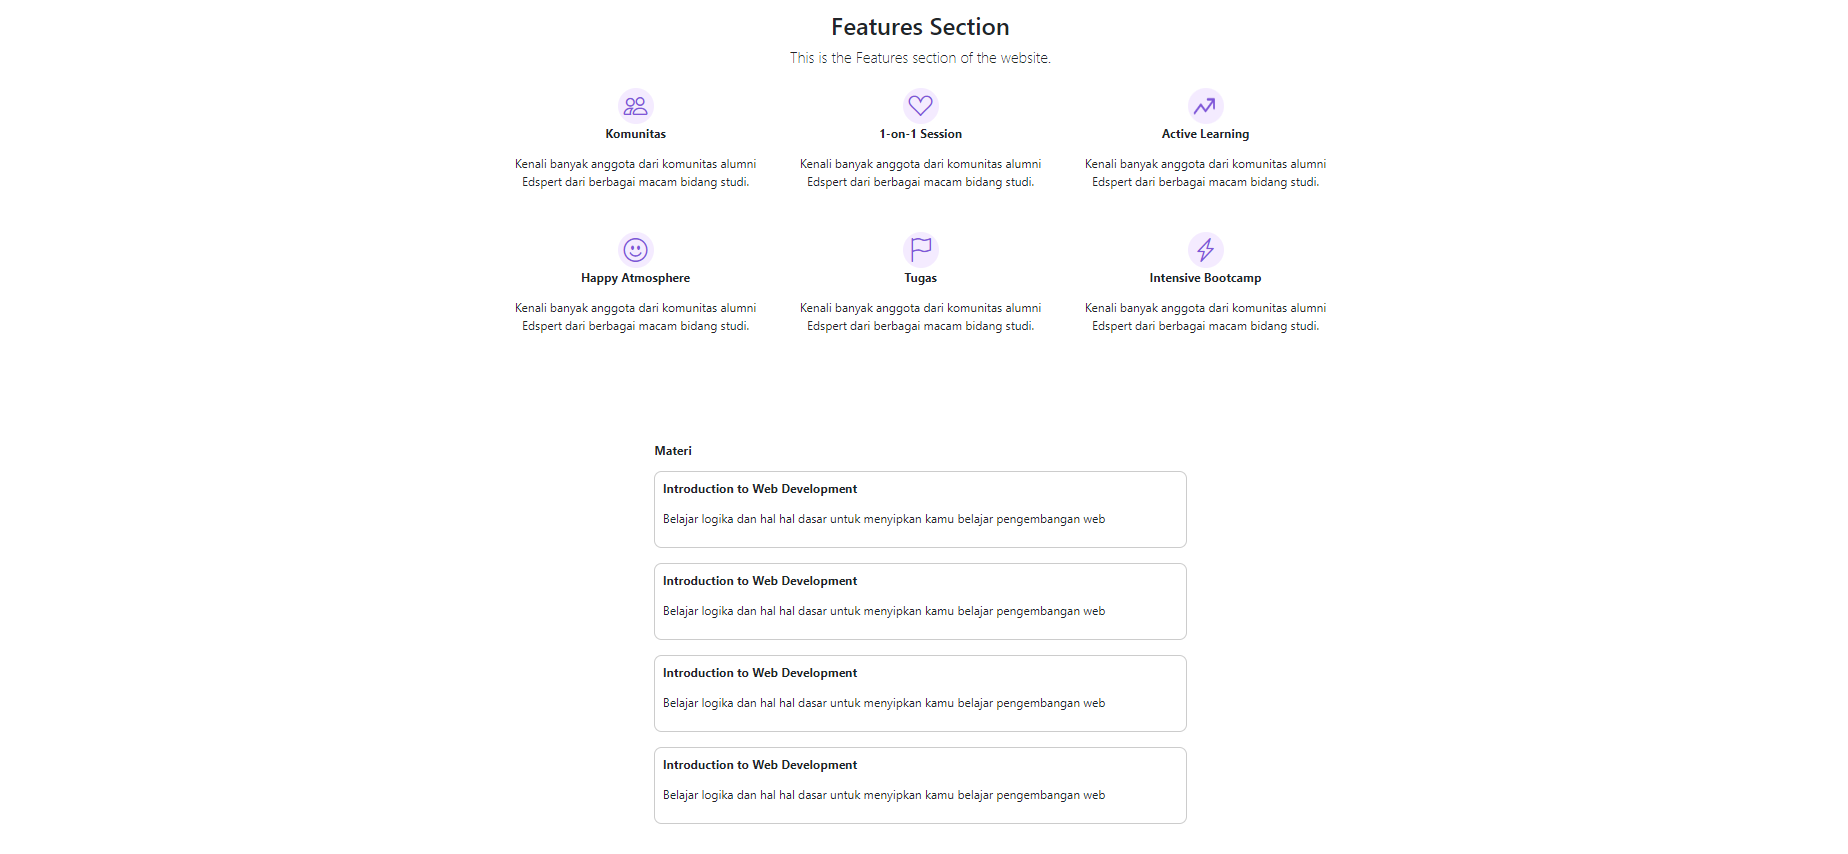 Features Section
This is the Features section of the website.
Komunitas
Kenali banyak anggota dari komunitas alumni
Edspert dari berbagai macam bidang studi.
1-on-1 Session
Kenali banyak anggota dari komunitas alumni
Edspert dari berbagai macam bidang studi.
Active Learning
Kenali banyak anggota dari komunitas alumni
Edspert dari berbagai macam bidang studi.
Happy Atmosphere
Kenali banyak anggota dari komunitas alumni
Edspert dari berbagai macam bidang studi.
Tugas
Kenali banyak anggota dari komunitas alumni
Edspert dari berbagai macam bidang studi.
Intensive Bootcamp
Kenali banyak anggota dari komunitas alumni
Edspert dari berbagai macam bidang studi.
Materi
Introduction to Web Development
Belajar logika dan hal hal dasar untuk menyipkan kamu belajar pengembangan web
Introduction to Web Development
Belajar logika dan hal hal dasar untuk menyipkan kamu belajar pengembangan web
Introduction to Web Development
Belajar logika dan hal hal dasar untuk menyipkan kamu belajar pengembangan web
Introduction to Web Development
Belajar logika dan hal hal dasar untuk menyipkan kamu belajar pengembangan web